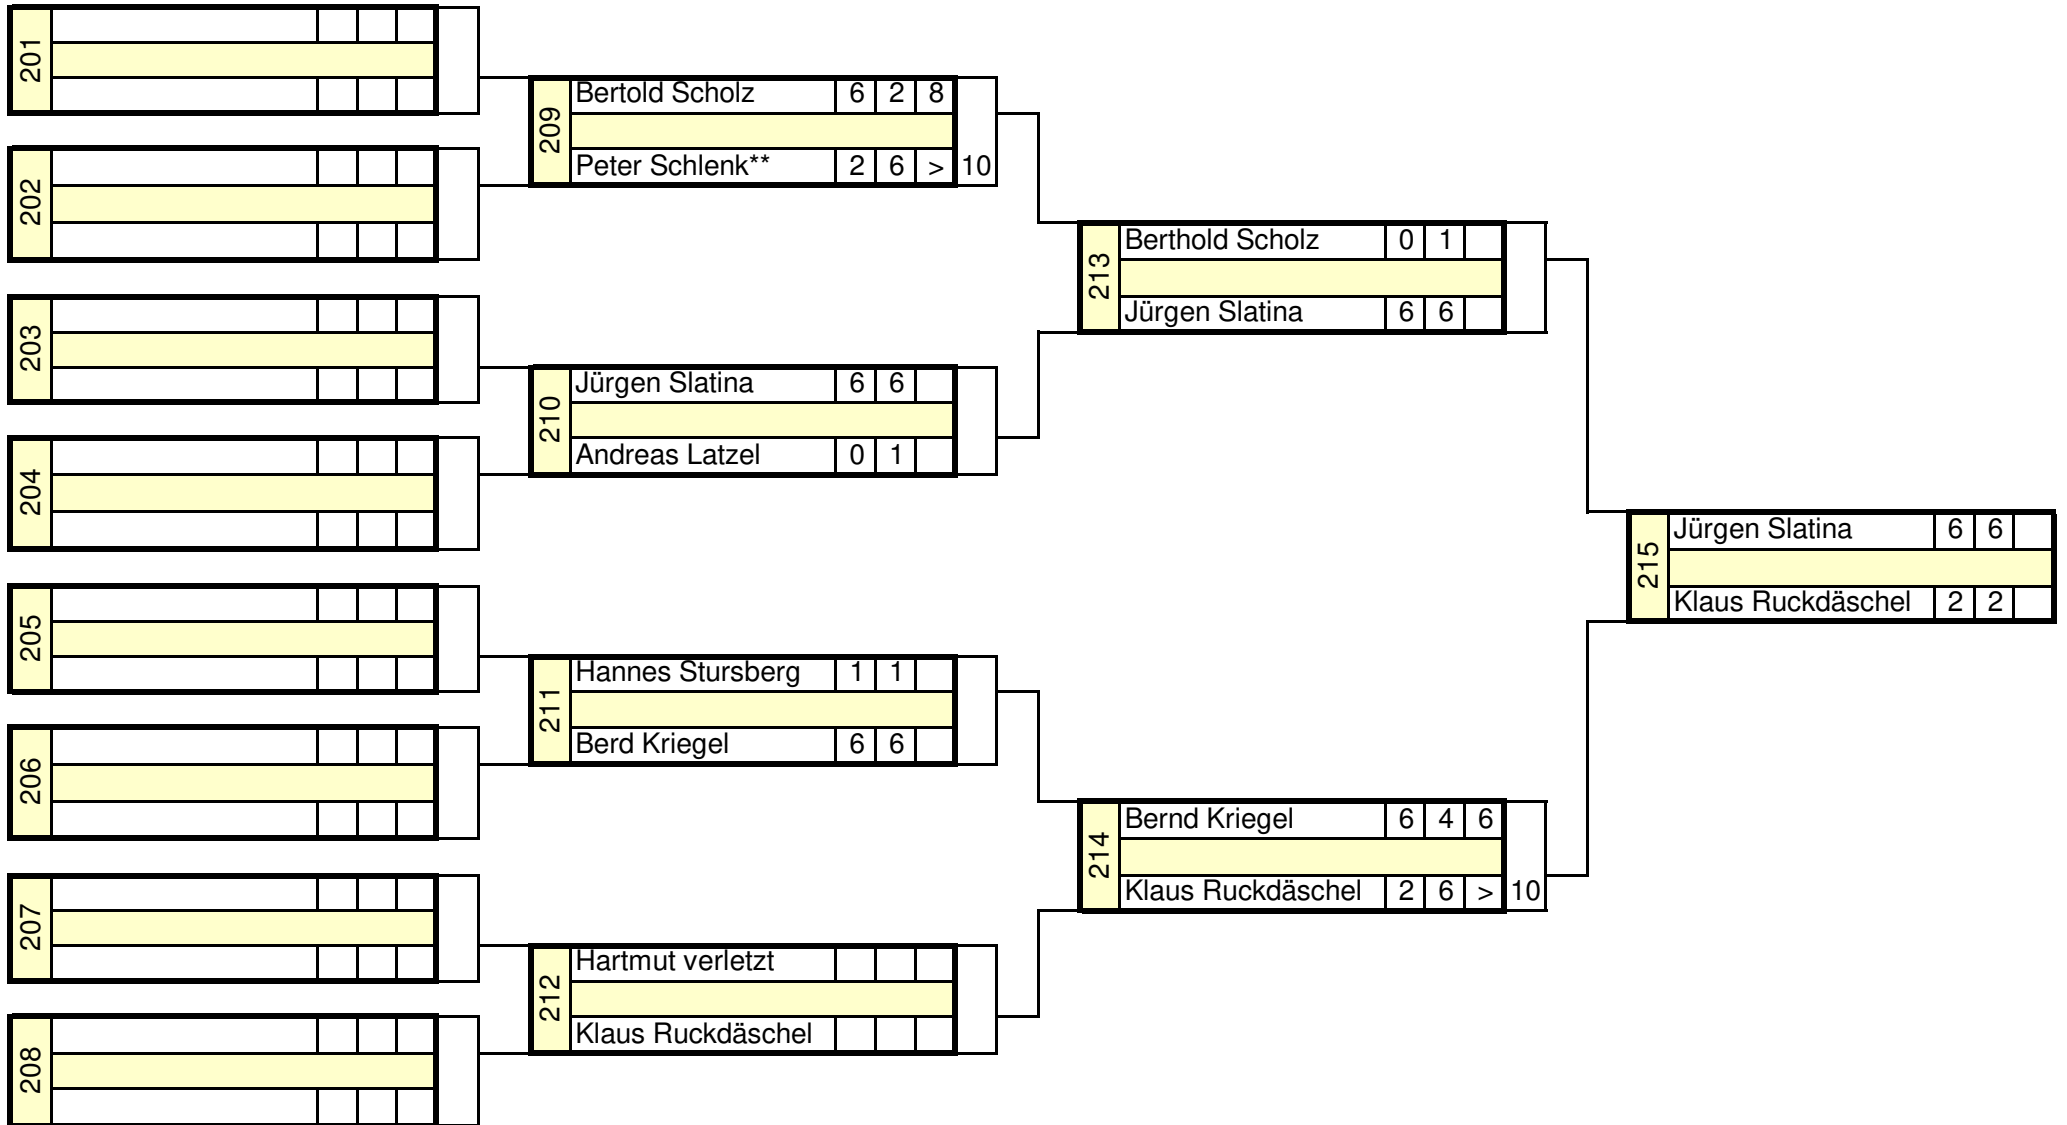 201
202
203
204
205
206
207
208
209
Bertold Scholz 6 2 8
Peter Schlenk** 2 6 > 10
210
Jürgen Slatina 6 6
Andreas Latzel 0 1
211
Hannes Stursberg 1 1
Berd Kriegel 6 6
212
Hartmut verletzt
Klaus Ruckdäschel
213
Berthold Scholz 0 1
Jürgen Slatina 6 6
214
Bernd Kriegel 6 4 6
Klaus Ruckdäschel 2 6 > 10
215
Jürgen Slatina 6 6
Klaus Ruckdäschel 2 2